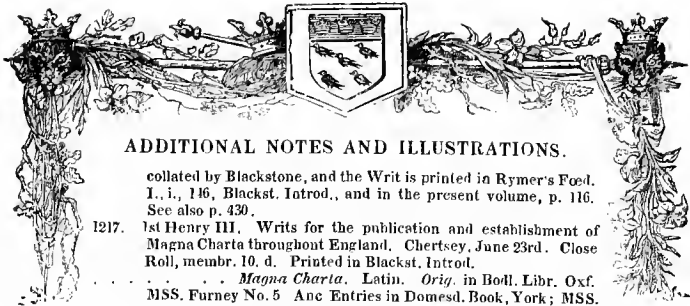 ADDITIONAL NOTES AND ILLUSTRATIONS.
collated by Blackstone, and the Writ is printed in Rymer's Fœd.
I., i., 146, Blackst. Introd., and in the present volume, p. 116.
See also p. 430.
1217. 1st Henry III. Writs for the publication and establishment of
Magna Charta throughout England. Chertsey, June 23rd. Close
Roll, membr. 10. d. Printed in Blackst. Introd.
. . . . . . . . Magna Charta. Latin. Orig. in Bodl. Libr. Oxf.
MSS. Furney No. 5 Anc Entries in Domesd. Book, York; MSS.